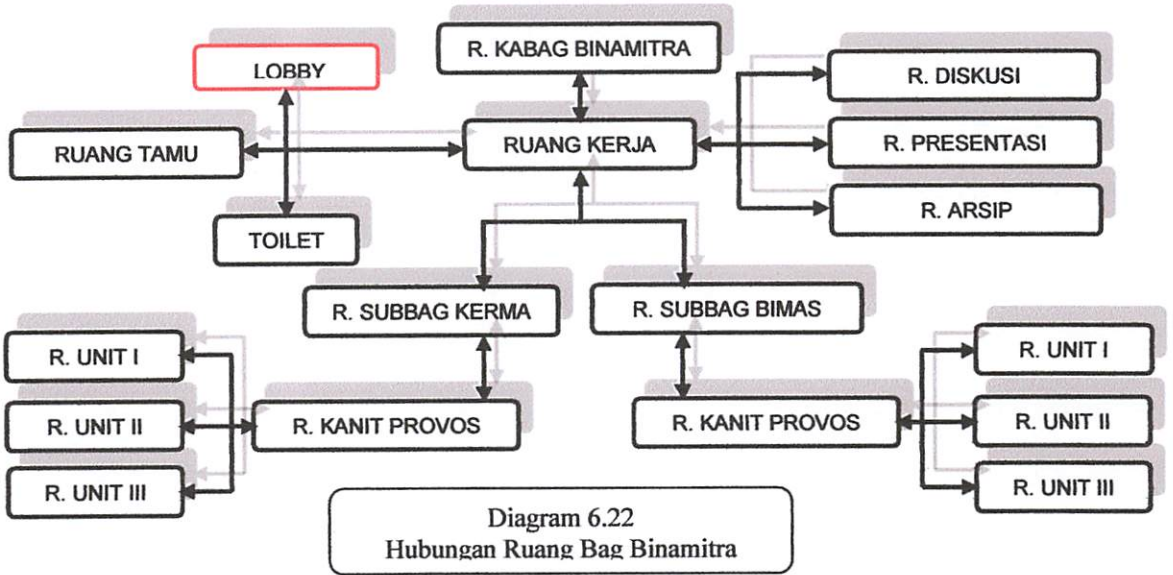 R. KABAG BINAMITRA
LOBBY
R. DISKUSI
RUANG TAMU
RUANG KERJA
R. PRESENTASI
R. ARSIP
TOILET
R. SUBBAG KERMA
R. SUBBAG BIMAS
R. UNIT I
R. UNIT II
R. UNIT III
R. KANIT PROVOS
R. KANIT PROVOS
R. UNIT I
R. UNIT II
R. UNIT III
Diagram 6.22
Hubungan Ruang Bag Binamitra